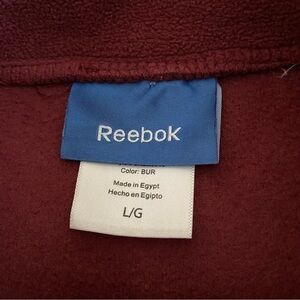 Reebok
Color: BUR
Made in Egypt
Hecho en Egipto
L/G